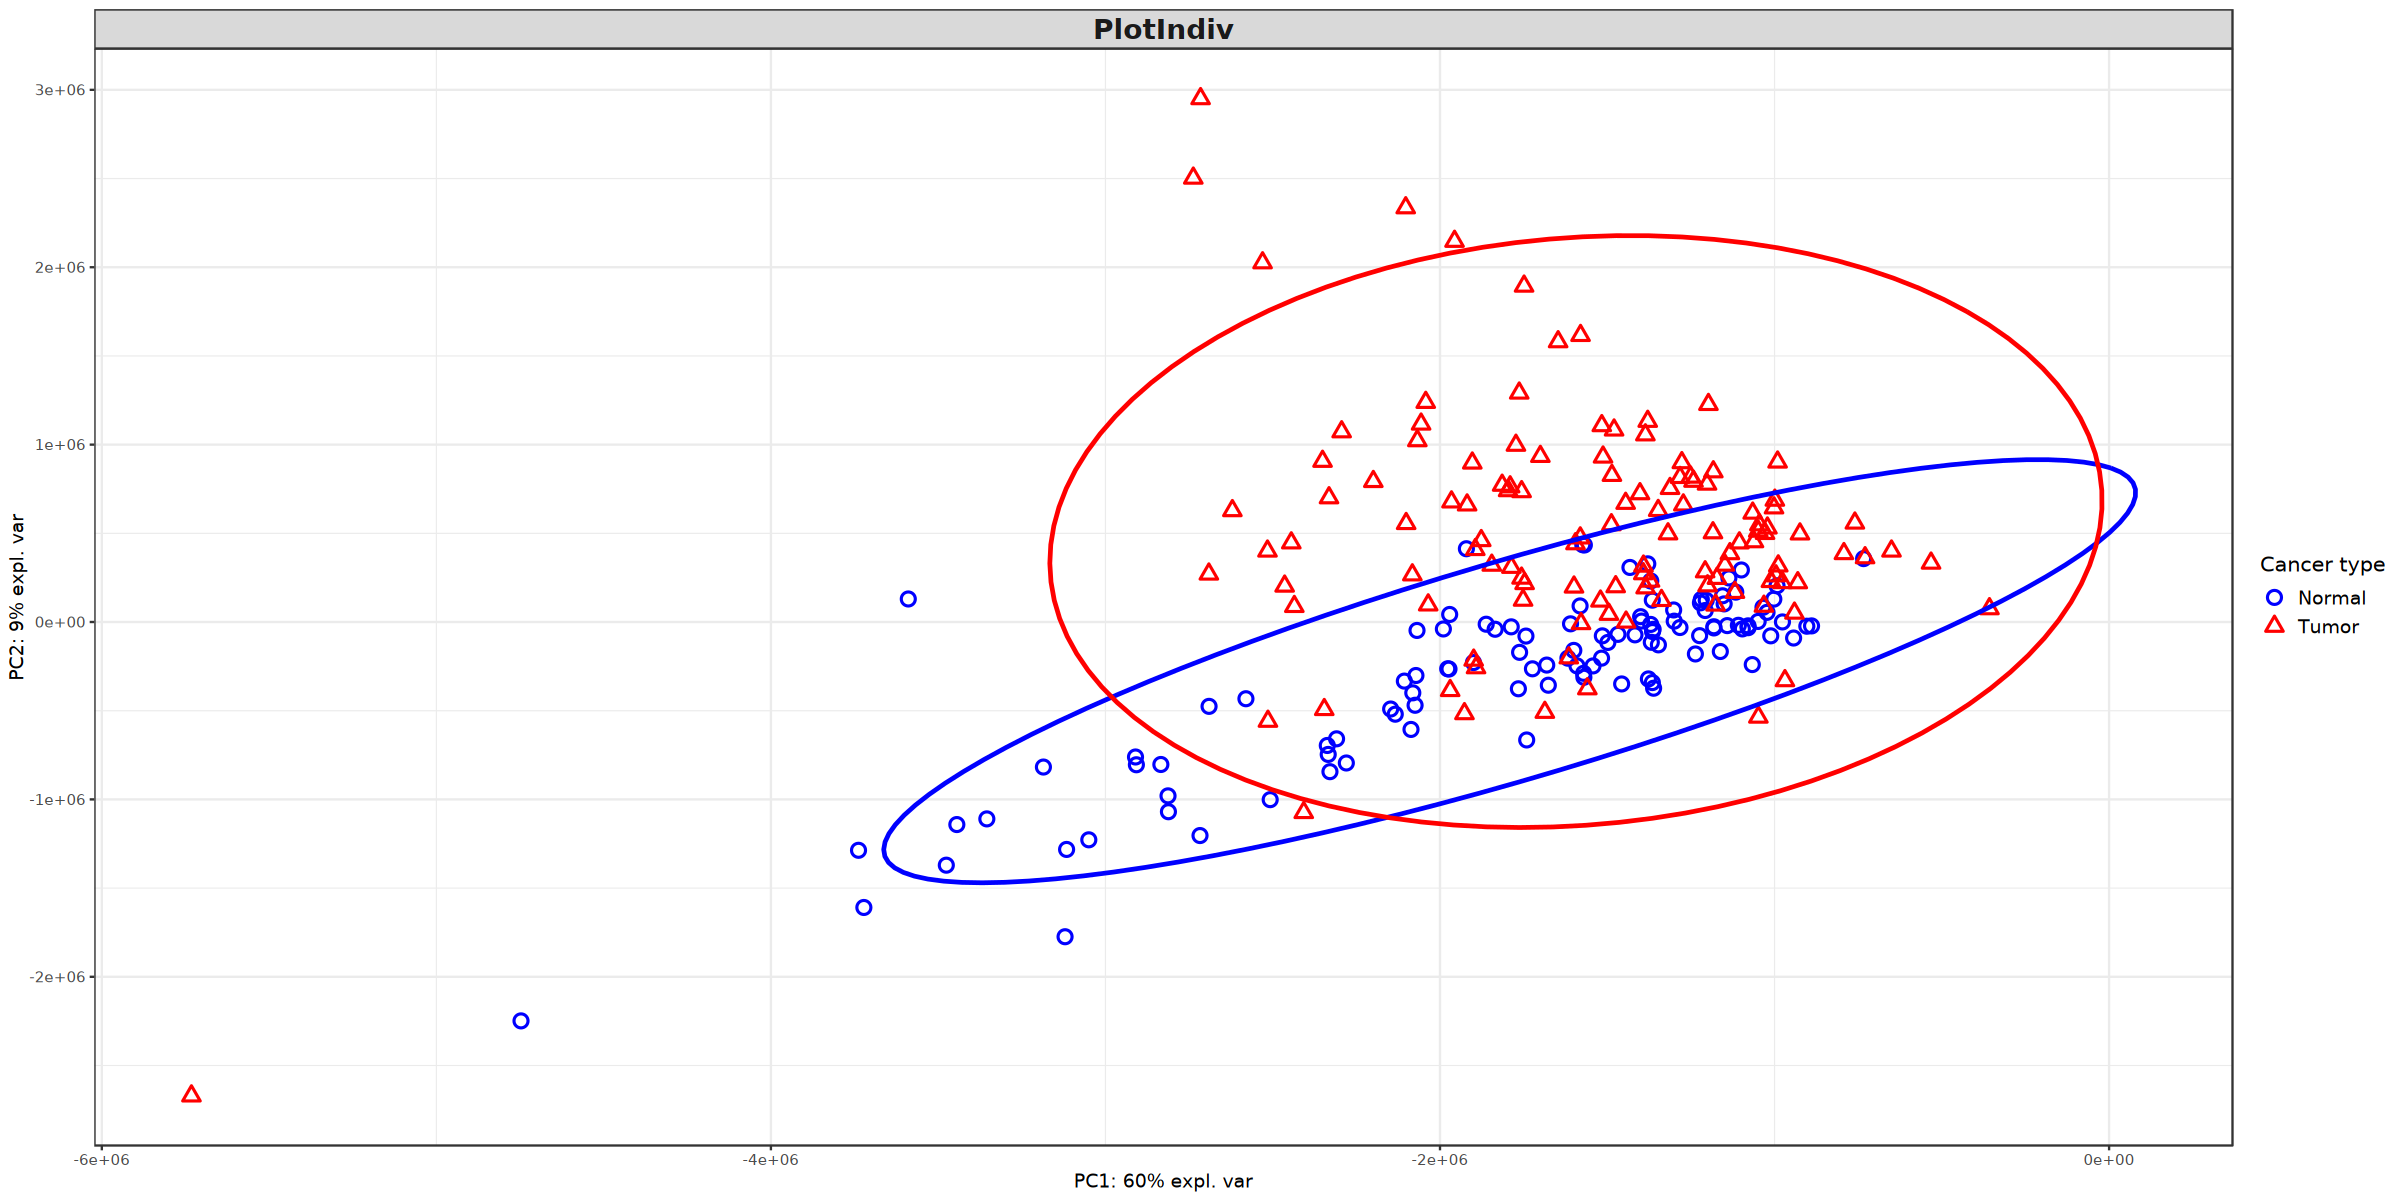 PlotIndiv
3e+06
2e+06
1e+06
0e+00
-1e+06
-2e+06
PC2: 9% expl. var
-6e+06
-4e+06
-2e+06
0e+00
PC1: 60% expl. var
Cancer type
Normal
Tumor